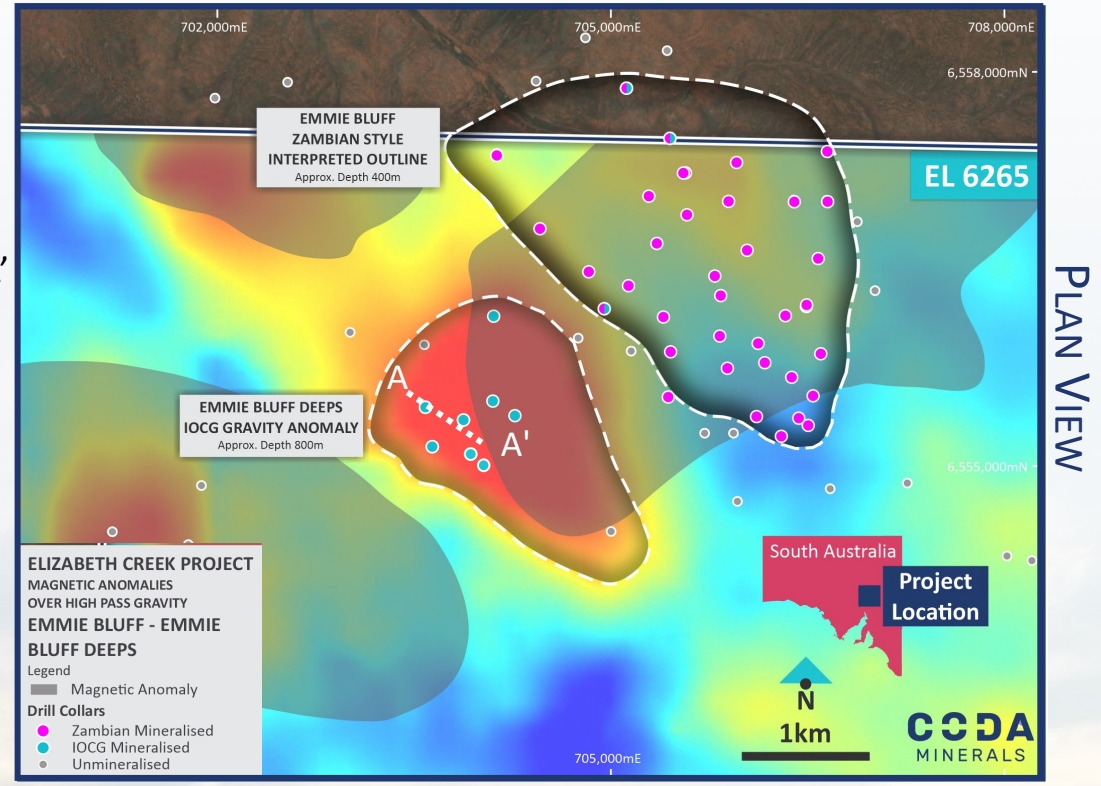 702,000mE
705,000mE
708,000mE
6,558,000mN
EMMIE BLUFF
ZAMBIAN STYLE
INTERPRETED OUTLINE
Approx. Depth 400m
EL 6265
PLAN VIEW
A
A'
EMMIE BLUFF DEEPS
IOCG GRAVITY ANOMALY
Approx. Depth 800m
6,555,000mN
ELIZABETH CREEK PROJECT
MAGNETIC ANOMALIES
OVER HIGH PASS GRAVITY
EMMIE BLUFF - EMMIE
BLUFF DEEPS
Legend
Magnetic Anomaly
Drill Collars
Zambian Mineralised
IOCG Mineralised
Unmineralised
South Australia
Project
Location
N
1km
705,000mE
CODA
MINERALS